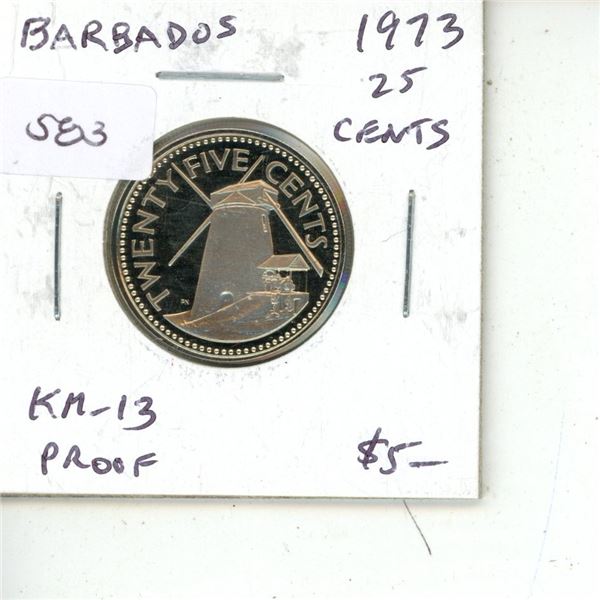 BARBADOS
1973
25
CENTS
583
TWENTY FIVE CENTS
KM-13
PROOF
$5-